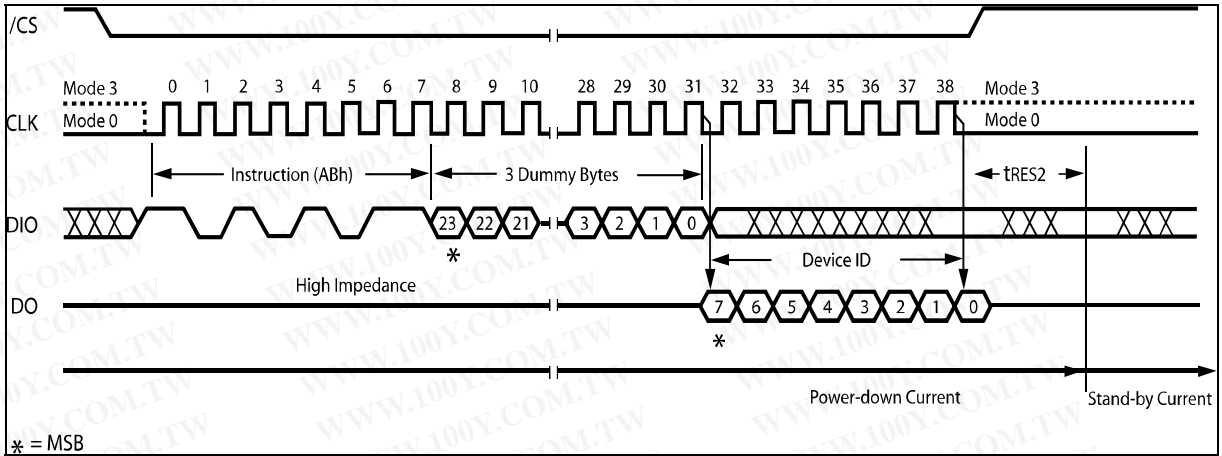 /CS
Mode 3 0 1 2 3 4 5 6 7 8 9 10 28 29 30 31 32 33 34 35 36 37 38 Mode 3
CLK Mode 0 Mode 0
Instruction (ABh) 3 Dummy Bytes tRES2
DIO 23 22 21 3 2 1 0
*
Device ID
High Impedance
DO 7 6 5 4 3 2 1 0
*
Power-down Current Stand-by Current
* = MSB
WWW.100Y.COM.TW